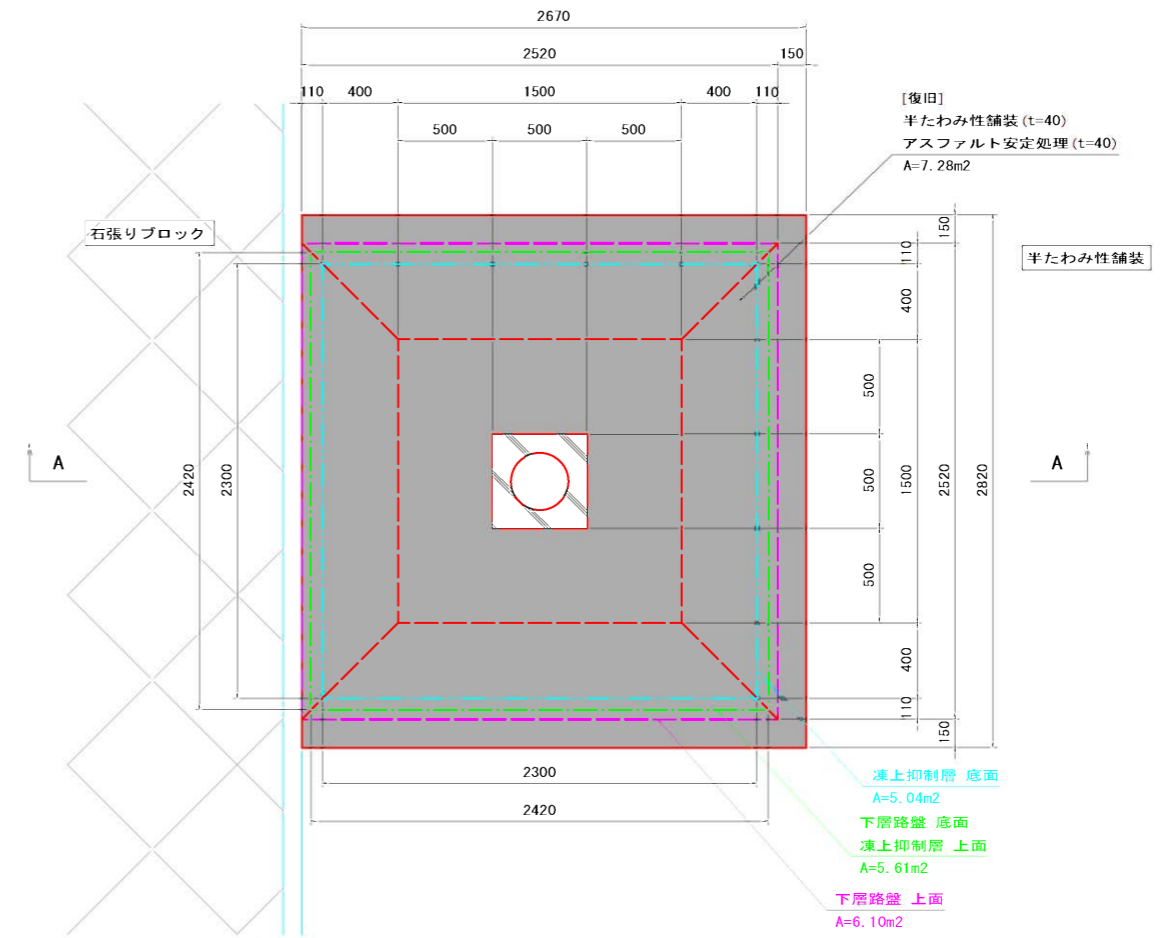 2670
2520
150
110
400
1500
400
110
500
500
500
[復旧]
半たわみ性舗装(t=40)
アスファルト安定処理(t=40)
A=7.28m2
石張りブロック
半たわみ性舗装
150
110
400
500
500
500
1500
2520
2820
400
110
150
2420
2300
A
A
2300
2420
凍上抑制層 底面
A=5.04m2
下層路盤 底面
凍上抑制層 上面
A=5.61m2
下層路盤 上面
A=6.10m2